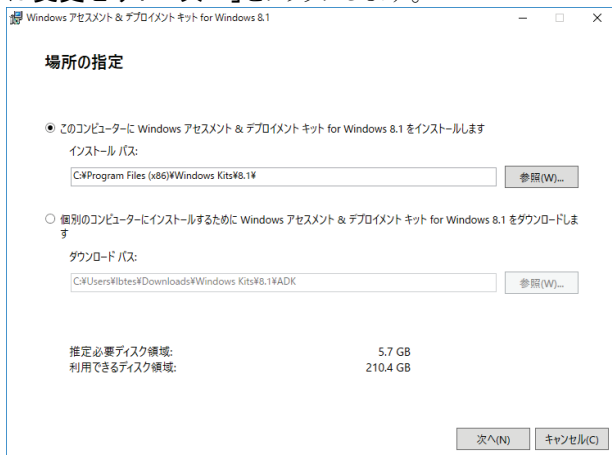 Windows アセスメント & デプロイメント キット for Windows 8.1
場所の指定
このコンピューターに Windows アセスメント & デプロイメント キット for Windows 8.1 をインストールします
インストール パス:
C:¥Program Files (x86)¥Windows Kits¥8.1¥
参照(W)...
個別のコンピューターにインストールするために Windows アセスメント & デプロイメント キット for Windows 8.1 をダウンロードしま
す
ダウンロード パス:
C:¥Users¥lbtes¥Downloads¥Windows Kits¥8.1¥ADK
参照(W)...
推定必要ディスク領域: 5.7 GB
利用できるディスク領域: 210.4 GB
次へ(N) キャンセル(C)